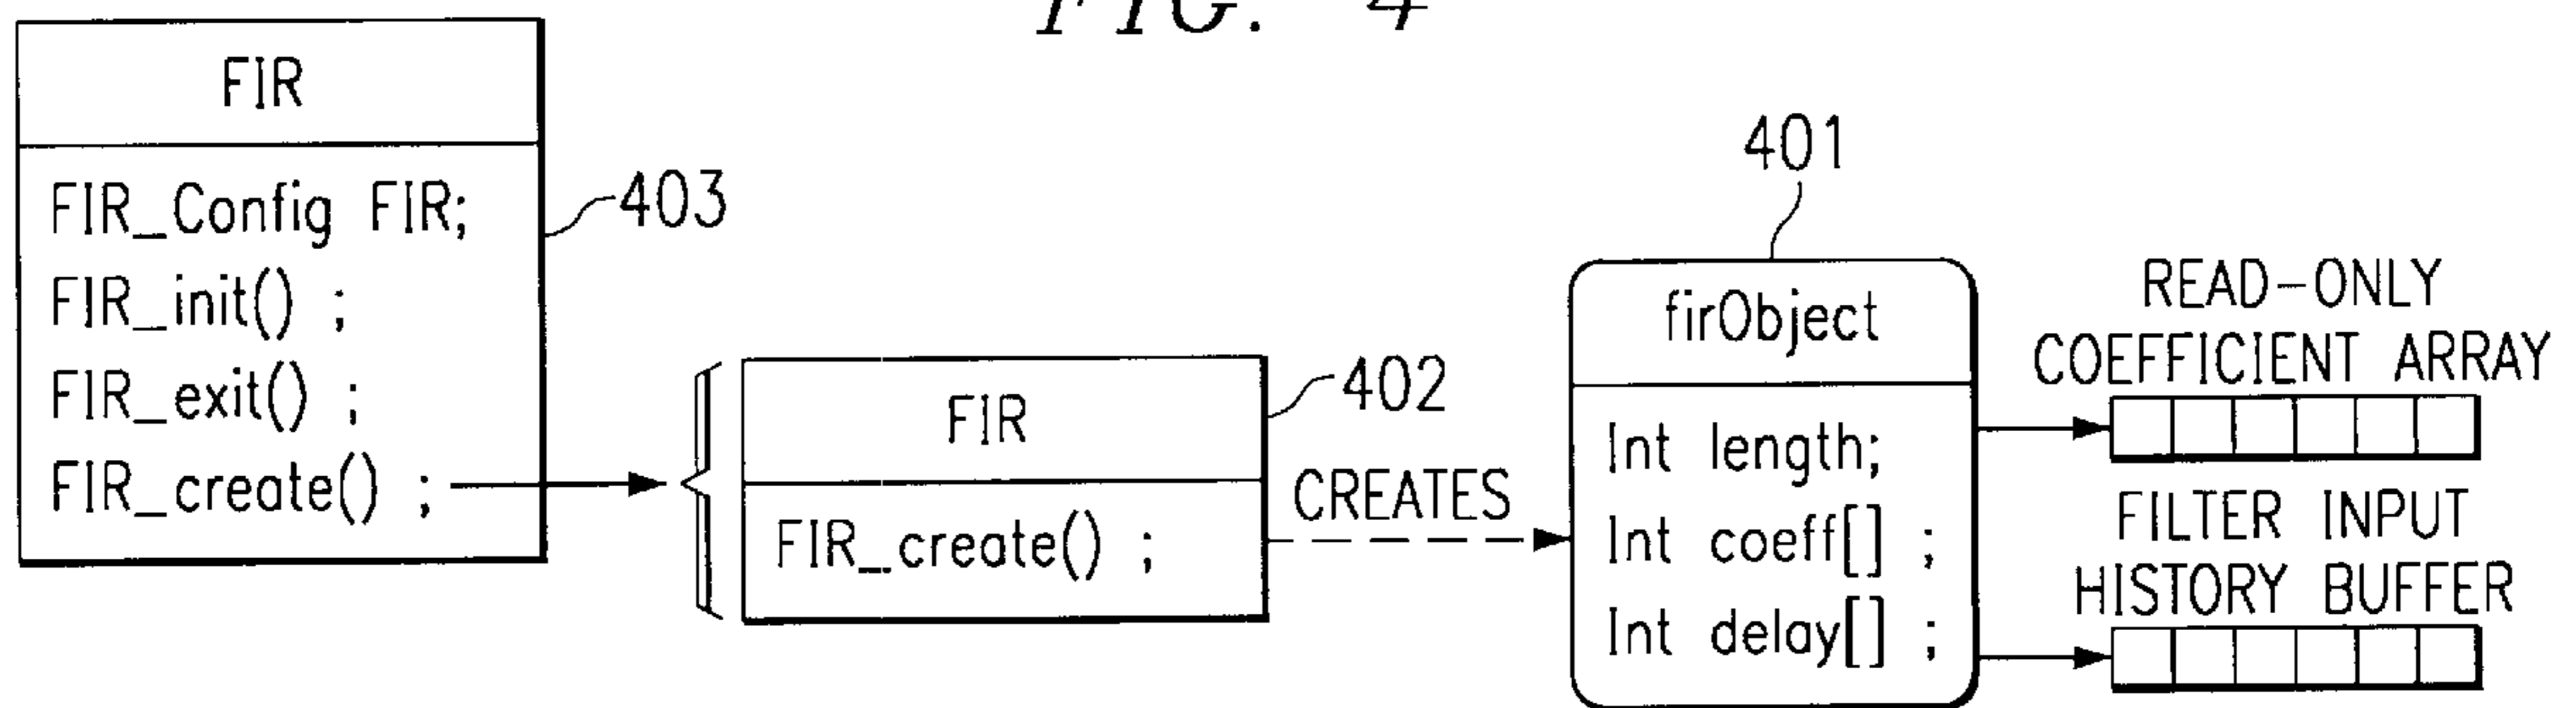 FIG. 4
FIR
FIR_Config FIR;
FIR_init() ;
FIR_exit() ;
FIR_create() ;
403
FIR
FIR_create() ;
402
CREATES
401
firObject
Int length;
Int coeff[] ;
Int delay[] ;
READ-ONLY
COEFFICIENT ARRAY
FILTER INPUT
HISTORY BUFFER